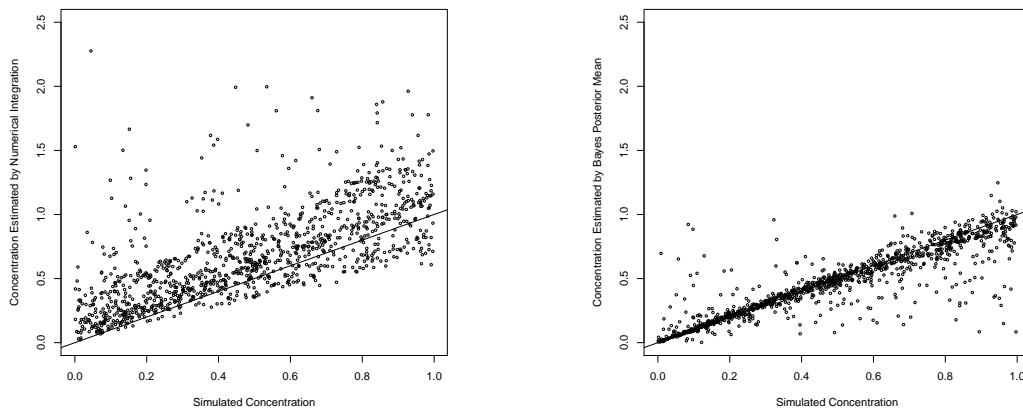 Concentration Estimated by Numerical Integration
2.5
2.0
1.5
1.0
0.5
0.0
0.0 0.2 0.4 0.6 0.8 1.0
Simulated Concentration
Concentration Estimated by Bayes Posterior Mean
2.5
2.0
1.5
1.0
0.5
0.0
0.0 0.2 0.4 0.6 0.8 1.0
Simulated Concentration